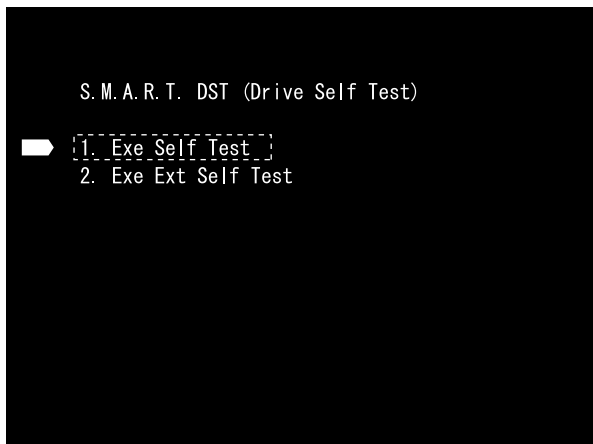 S.M.A.R.T. DST (Drive Self Test)
1. Exe Self Test
2. Exe Ext Self Test